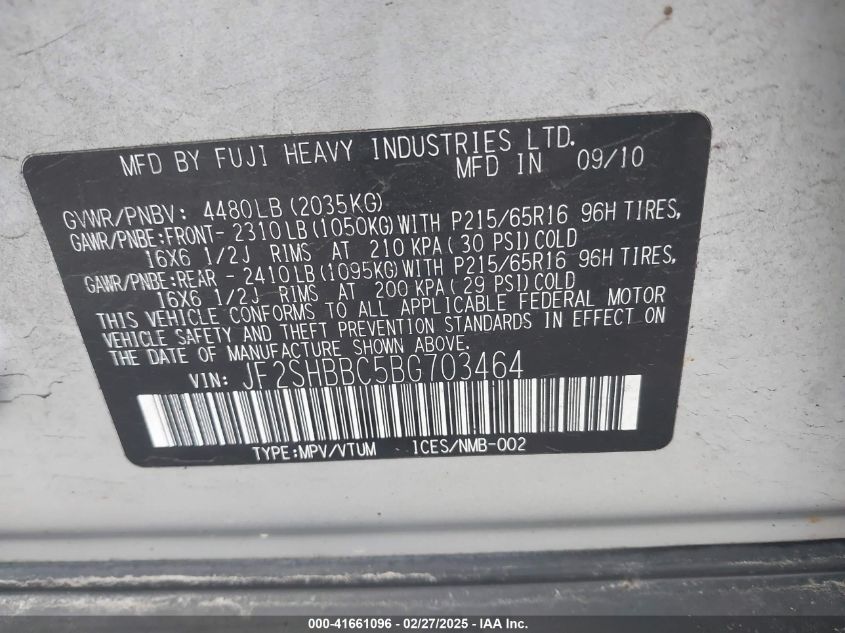 MFD BY FUJI HEAVY INDUSTRIES LTD.
MFD IN 09/10
GVWR/PNBV: 4480LB(2035KG)
GAWR/PNBE:FRONT- 2310LB(1050KG)WITH P215/65R16 96H TIRES,
16X6 1/2J RIMS AT 210 KPA( 30 PSI)COLD
GAWR/PNBE:REAR - 2410LB(1095KG)WITH P215/65R16 96H TIRES,
16X6 1/2J RIMS AT 200 KPA( 29 PSI)COLD
THIS VEHICLE CONFORMS TO ALL APPLICABLE FEDERAL MOTOR
VEHICLE SAFETY AND THEFT PREVENTION STANDARDS IN EFFECT ON
THE DATE OF MANUFACTURE SHOWN ABOVE.
VIN: JF2SHBBC5BG703464
TYPE:MPV/VTUM ICES/NMB-002
000-41661096 - 02/27/2025 - IAA Inc.